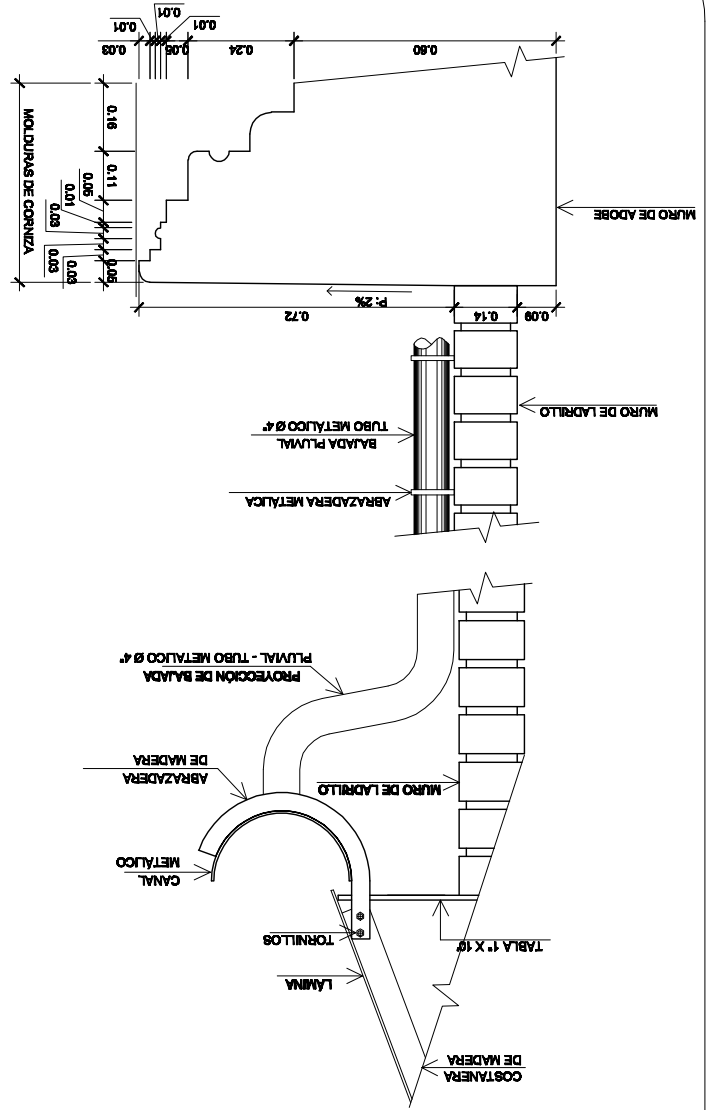 COSTANERA
DE MADERA
LÁMINA
TABLA 1" X 10"
TORNILLOS
CANAL
METÁLICO
MURO DE LADRILLO
ABRAZADERA
DE MADERA
PROYECCIÓN DE BAJADA
PLUVIAL - TUBO METALICO Ø 4"
ABRAZADERA METÁLICA
BAJADA PLUVIAL
TUBO METÁLICO Ø 4"
MURO DE LADRILLO
0.09
0.14
0.72
P: 2%
MURO DE ADOBE
0.05
0.03
0.03
0.03
0.01
0.05
0.11
0.16
MOLDURAS DE CORNIZA
0.60
0.24
0.05
0.03
0.01
0.01
0.01